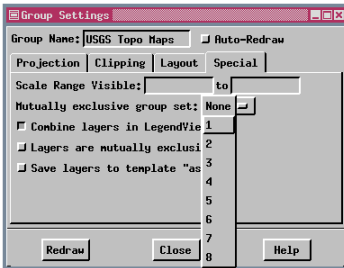 Group Settings
Group Name: USGS Topo Maps Auto-Redraw
Projection Clipping Layout Special
Scale Range Visible: to
Mutually exclusive group set: None
Combine layers in LegendVie
1
Layers are mutually exclusi
2
Save layers to template "as
3
4
5
6
7
8
Redraw Close Help